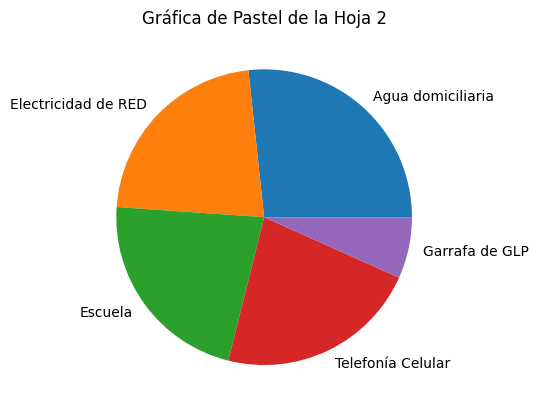 Gráfica de Pastel de la Hoja 2
Agua domiciliaria
Electricidad de RED
Escuela
Telefonía Celular
Garrafa de GLP